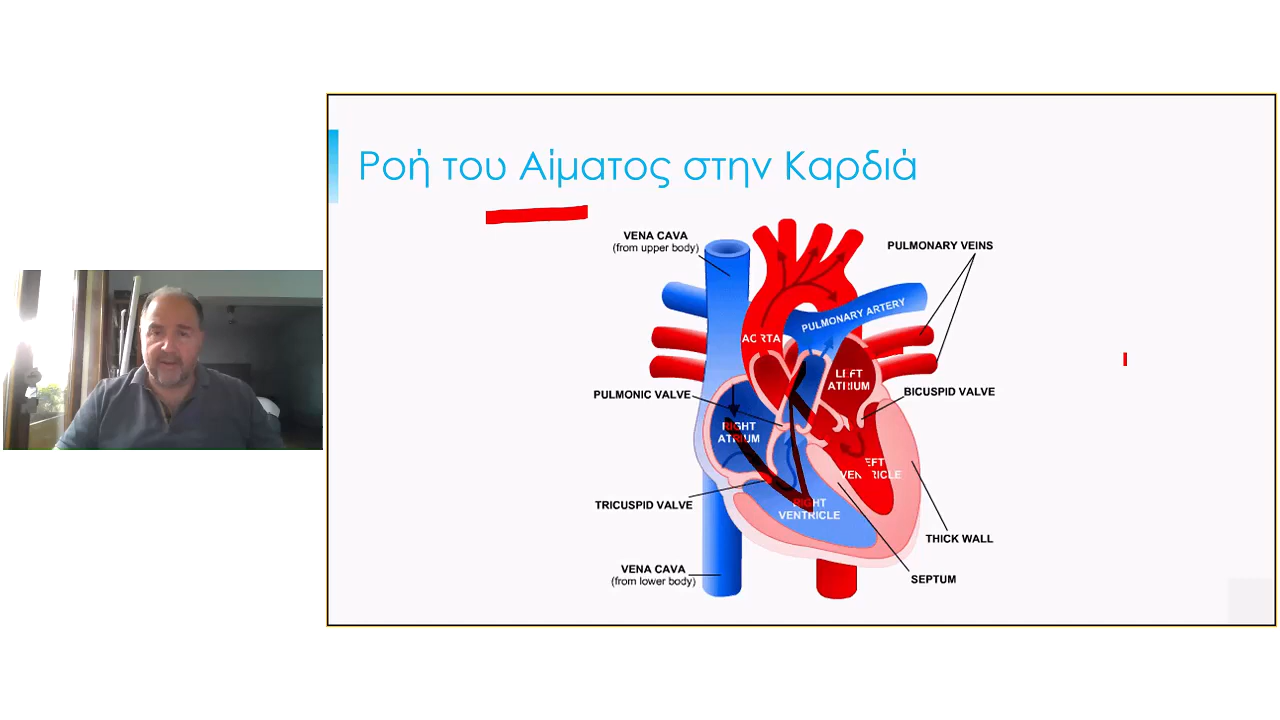 Ροή του Αίματος στην Καρδιά
VENA CAVA
(from upper body)
PULMONARY VEINS
PULMONARY ARTERY
AORTA
LEFT
ATRIUM
PULMONIC VALVE
BICUSPID VALVE
RIGHT
ATRIUM
LEFT
VENTRICLE
TRICUSPID VALVE
RIGHT
VENTRICLE
THICK WALL
VENA CAVA
(from lower body)
SEPTUM